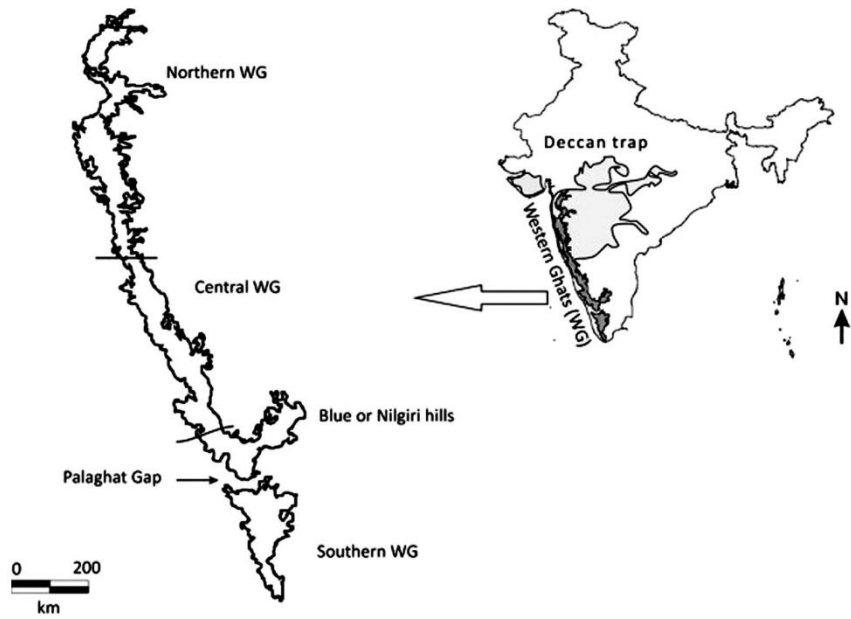 Northern WG
Deccan trap
Western Ghats (WG)
Central WG
N
Blue or Nilgiri hills
Palaghat Gap
Southern WG
0 200
km